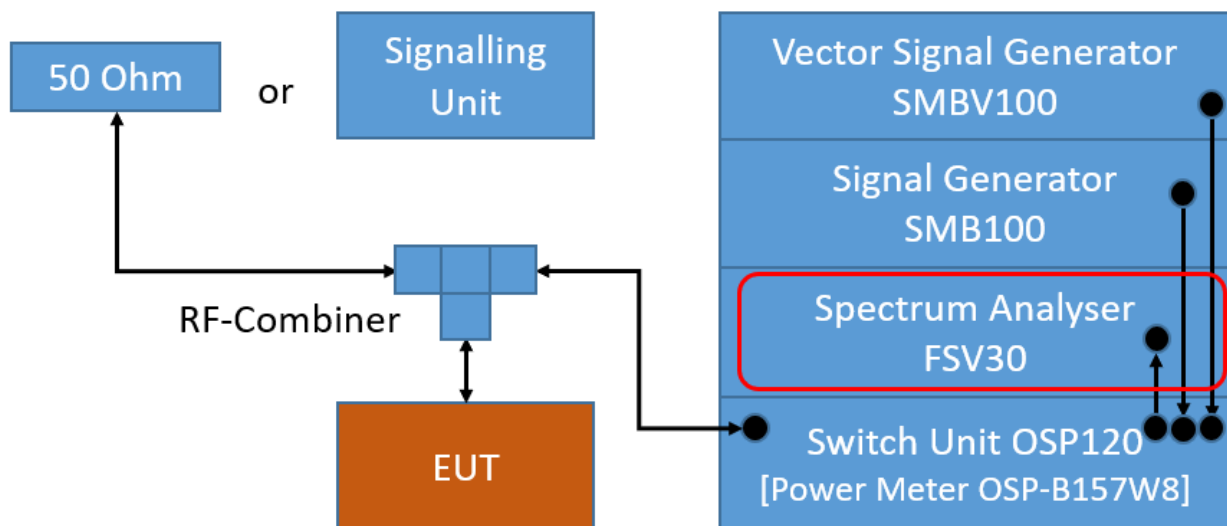 50 Ohm
or
Signalling
Unit
Vector Signal Generator
SMBV100
Signal Generator
SMB100
RF-Combiner
Spectrum Analyser
FSV30
EUT
Switch Unit OSP120
[Power Meter OSP-B157W8]